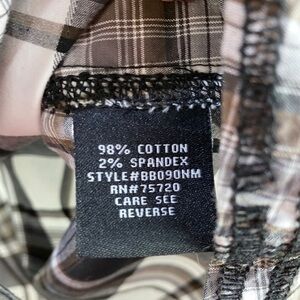 98% COTTON
2% SPANDEX
STYLE#BB090NM
RN#75720
CARE SEE
REVERSE